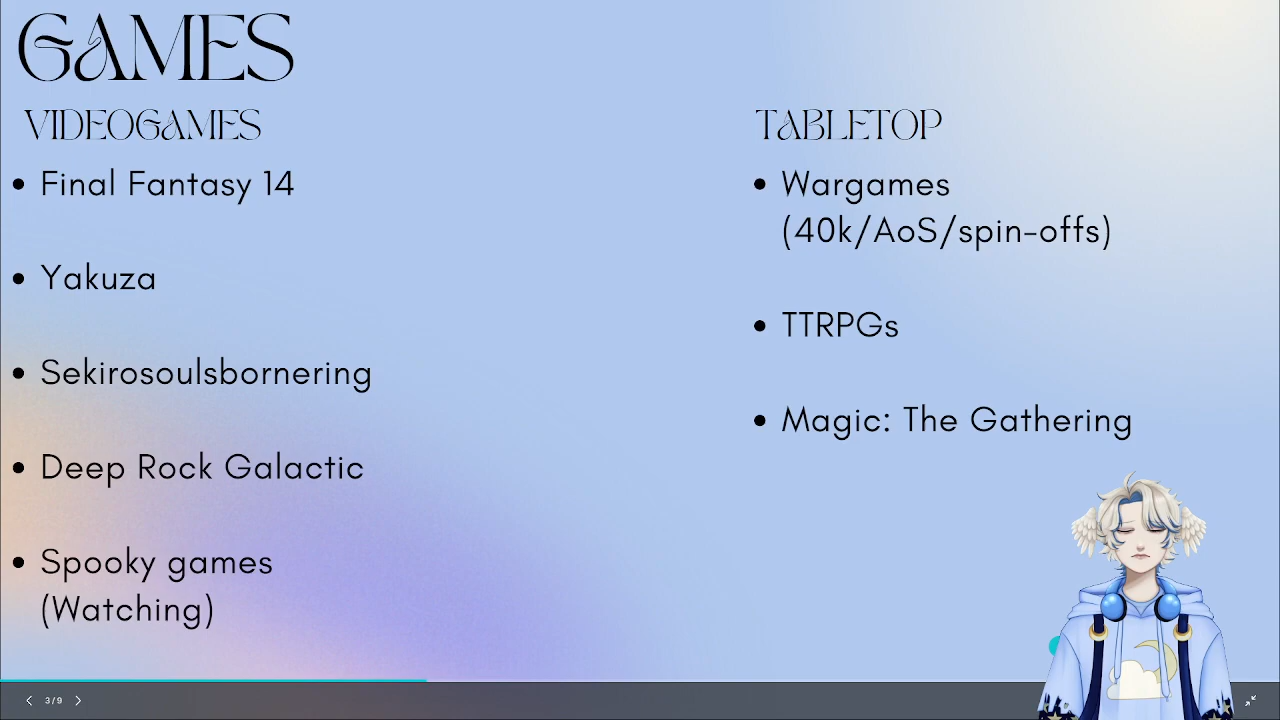 GAMES
VIDEOGAMES
• Final Fantasy 14
• Yakuza
• Sekirosoulsbornering
• Deep Rock Galactic
• Spooky games
(Watching)
TABLETOP
• Wargames
(40k/AoS/spin-offs)
• TTRPGs
• Magic: The Gathering
3/9